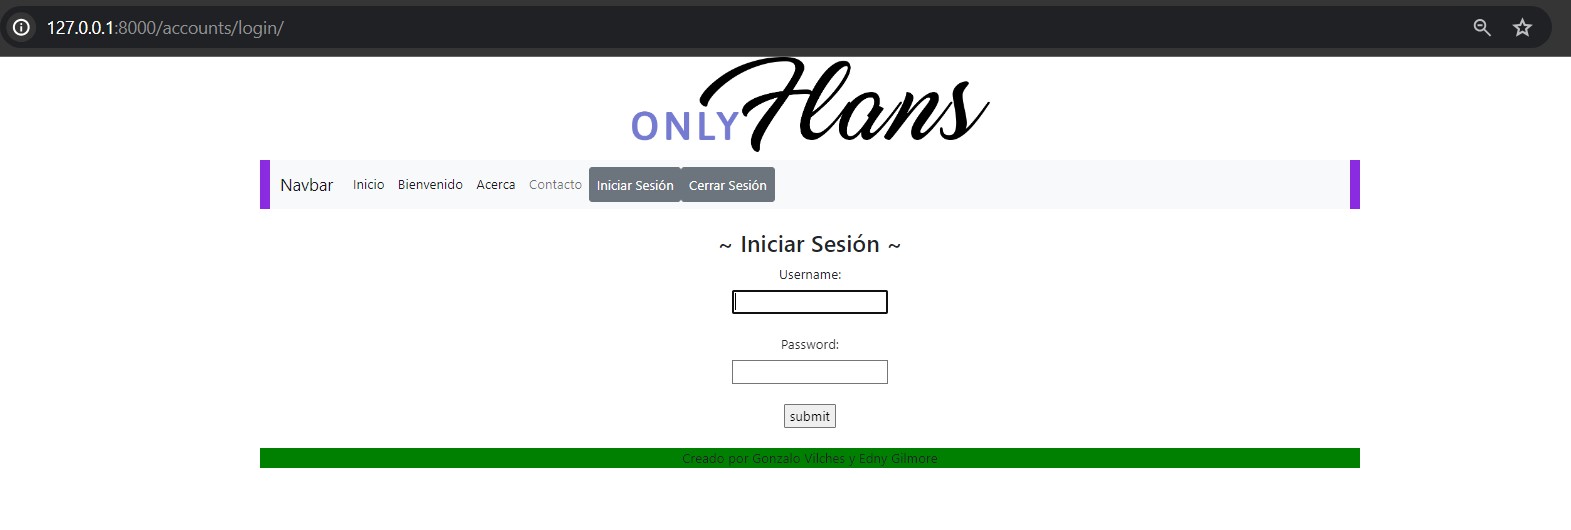 127.0.0.1:8000/accounts/login/
ONLY Flans
Navbar Inicio Bienvenido Acerca Contacto Iniciar Sesión Cerrar Sesión
~ Iniciar Sesión ~
Username:
Password:
submit
Creado por Gonzalo Vilches y Edny Gilmore